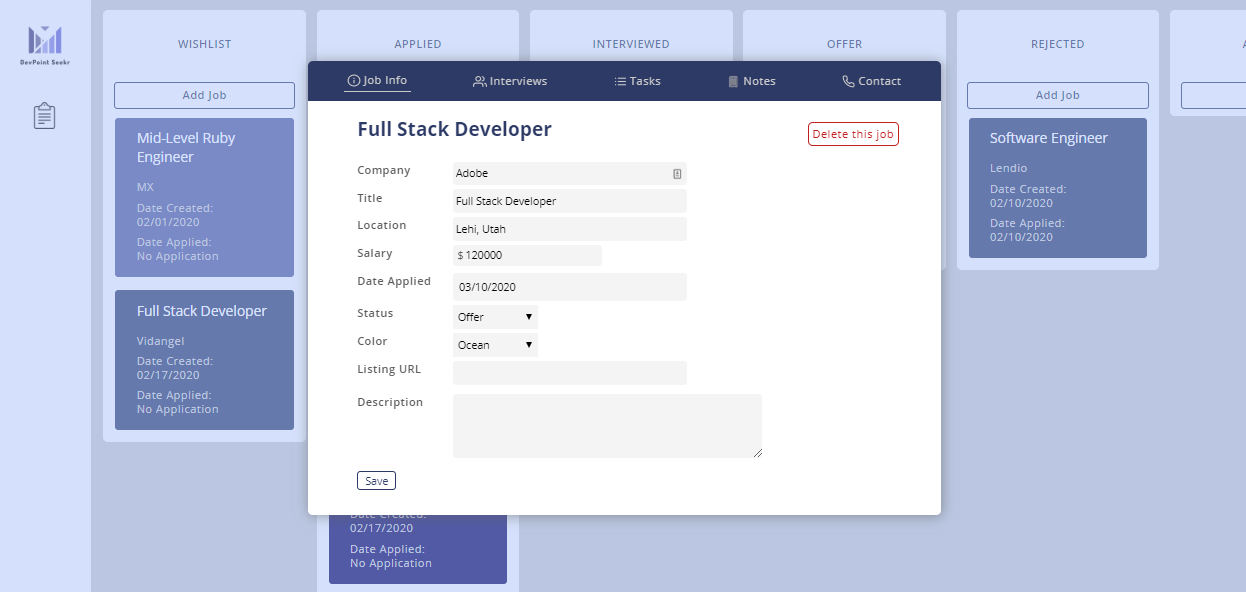 DevPoint Seekr
WISHLIST
APPLIED
INTERVIEWED
OFFER
REJECTED
Add Job
Mid-Level Ruby
Engineer
MX
Date Created:
02/01/2020
Date Applied:
No Application
Full Stack Developer
Vidangel
Date Created:
02/17/2020
Date Applied:
No Application
Job Info
Interviews
Tasks
Notes
Contact
Full Stack Developer
Delete this job
Company
Adobe
Title
Full Stack Developer
Location
Lehi, Utah
Salary
$ 120000
Date Applied
03/10/2020
Status
Offer
Color
Ocean
Listing URL
Description
Save
Date Created:
02/17/2020
Date Applied:
No Application
Add Job
Software Engineer
Lendio
Date Created:
02/10/2020
Date Applied:
02/10/2020